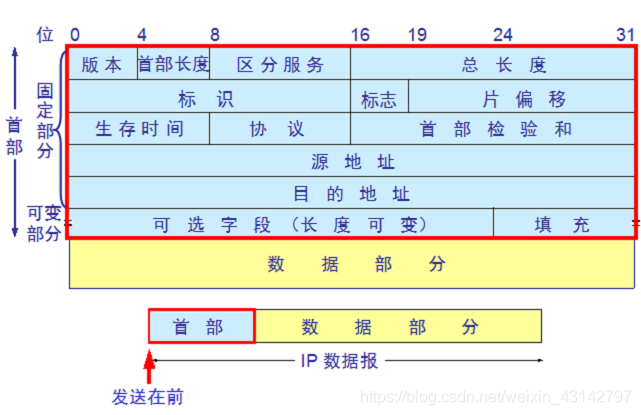 位 0 4 8 16 19 24 31
版本 首部长度 区分服务 总长度
标识 标志 片偏移
生存时间 协议 首部检验和
源地址
目的地址
可选字段（长度可变） 填充
数据部分
首部
固定部分
可变部分
首部 数据部分
IP 数据报
发送在前
https://blog.csdn.net/weixin_43142797